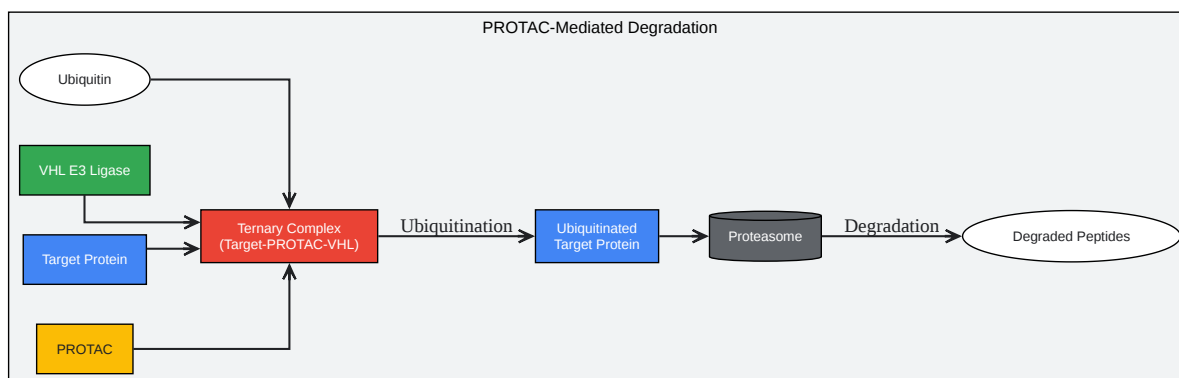 PROTAC-Mediated Degradation
Ubiquitin
VHL E3 Ligase
Target Protein
PROTAC
Ternary Complex
(Target-PROTAC-VHL)
Ubiquitination
Ubiquitinated
Target Protein
Proteasome
Degradation
Degraded Peptides